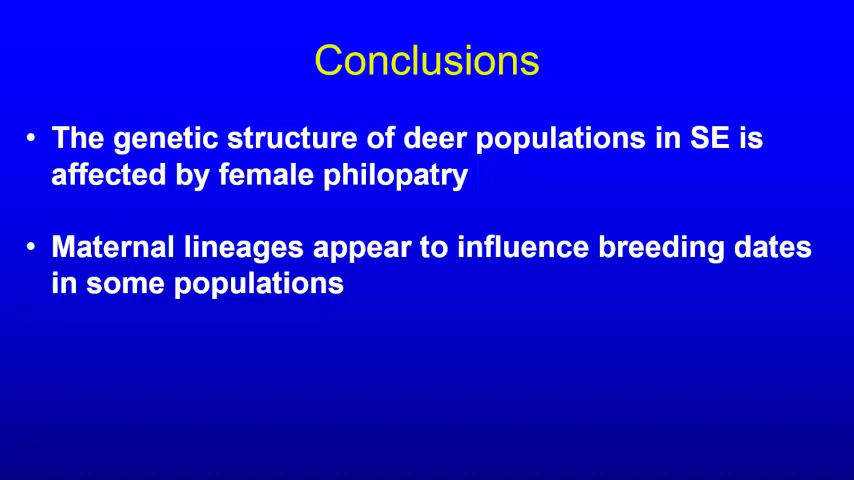 Conclusions
• The genetic structure of deer populations in SE is
affected by female philopatry
• Maternal lineages appear to influence breeding dates
in some populations